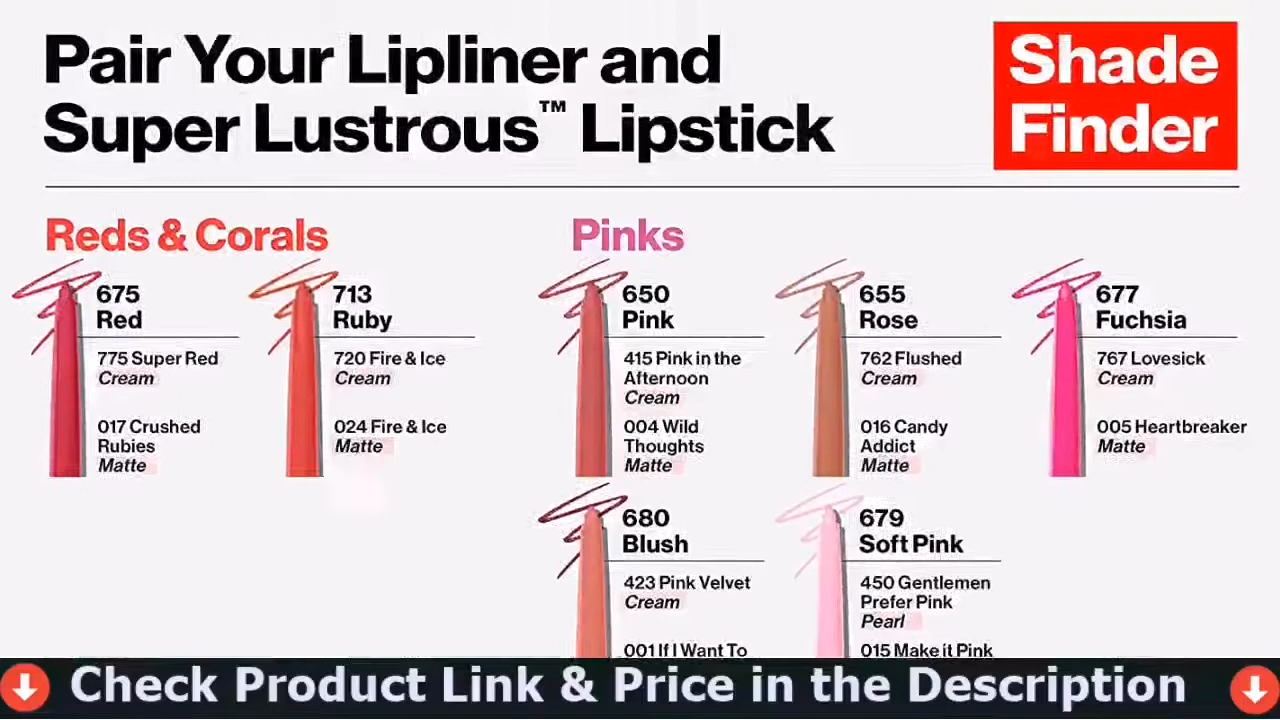 Pair Your Lipliner and
Super Lustrous™ Lipstick
Shade
Finder
Reds & Corals
675
Red
775 Super Red
Cream
017 Crushed
Rubies
Matte
713
Ruby
720 Fire & Ice
Cream
024 Fire & Ice
Matte
Pinks
650
Pink
415 Pink in the
Afternoon
Cream
004 Wild
Thoughts
Matte
655
Rose
762 Flushed
Cream
016 Candy
Addict
Matte
677
Fuchsia
767 Lovesick
Cream
005 Heartbreaker
Matte
680
Blush
423 Pink Velvet
Cream
001 If I Want To
679
Soft Pink
450 Gentlemen
Prefer Pink
Pearl
015 Make it Pink
Check Product Link & Price in the Description